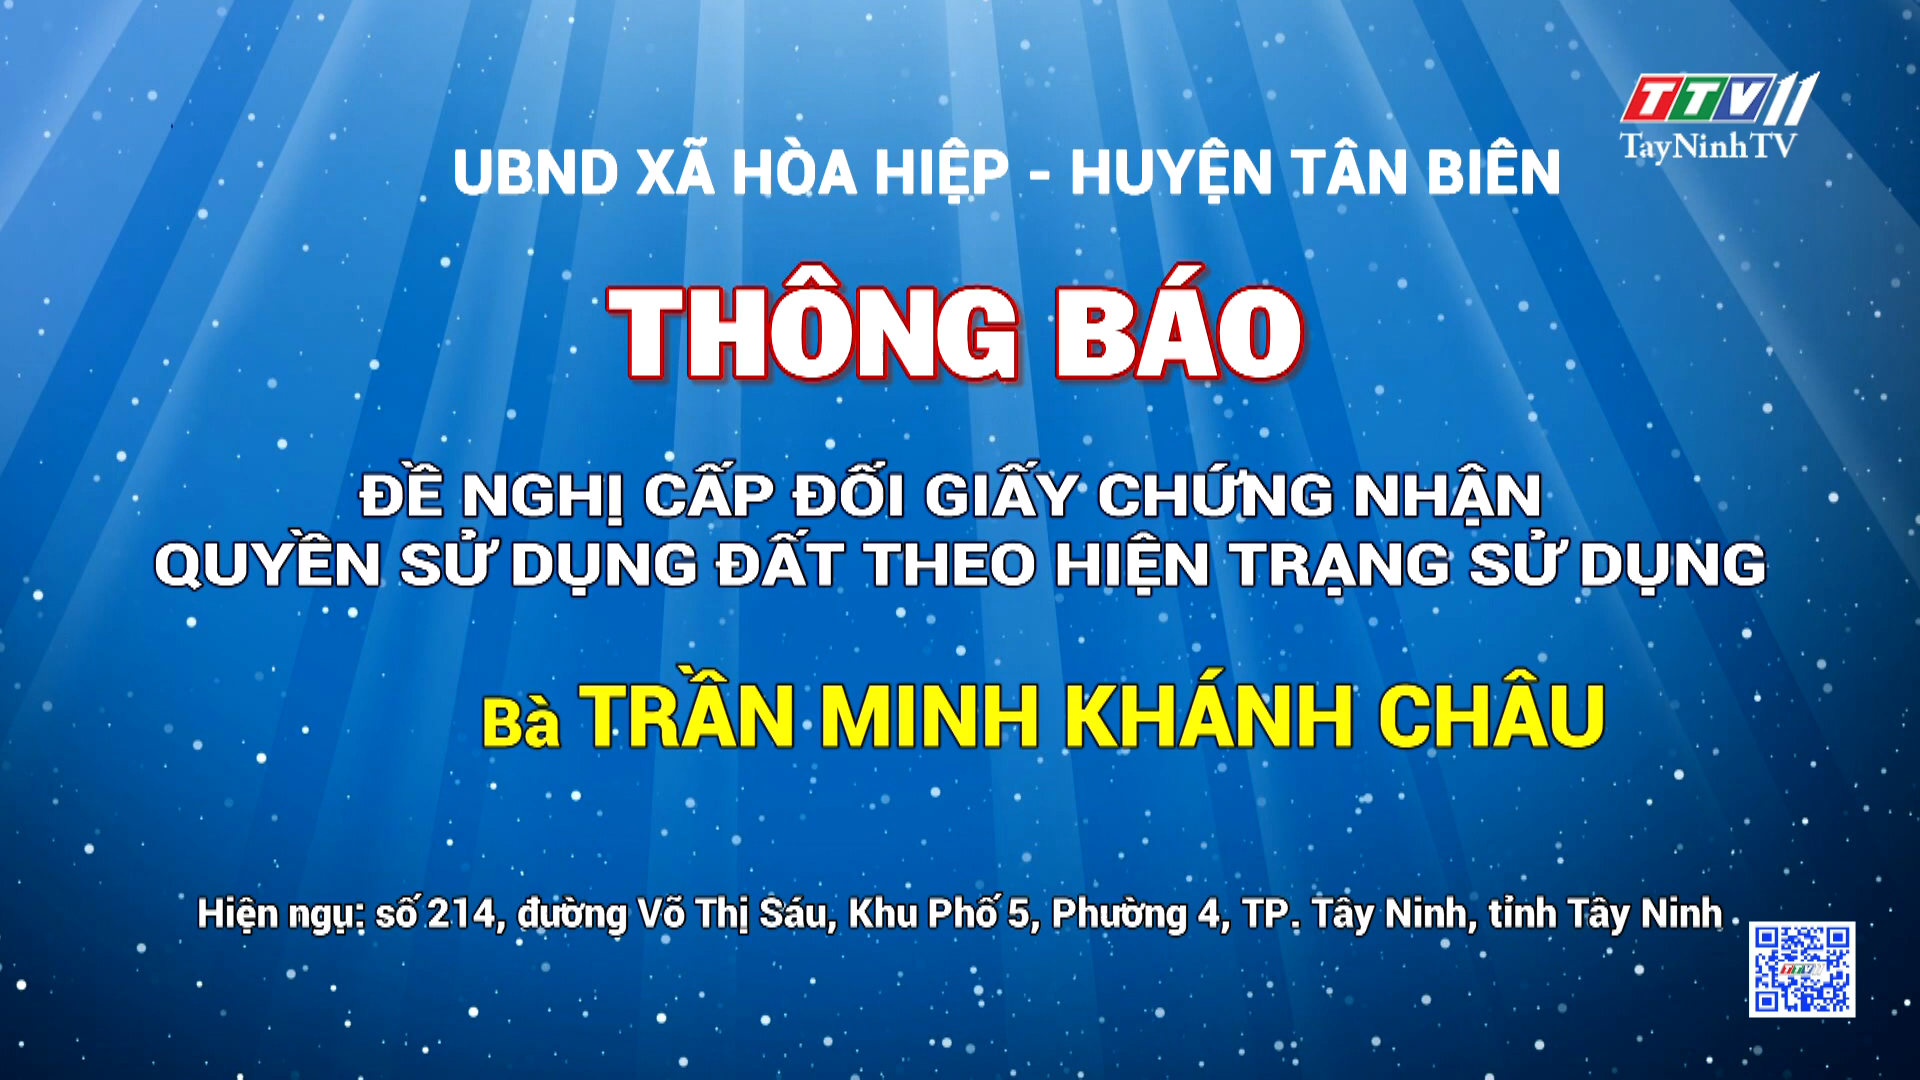 TTV11
TayNinhTV
UBND XÃ HÒA HIỆP - HUYỆN TÂN BIÊN
THÔNG BÁO
ĐỀ NGHỊ CẤP ĐỔI GIẤY CHỨNG NHẬN
QUYỀN SỬ DỤNG ĐẤT THEO HIỆN TRẠNG SỬ DỤNG
Bà TRẦN MINH KHÁNH CHÂU
Hiện ngụ: số 214, đường Võ Thị Sáu, Khu Phố 5, Phường 4, TP. Tây Ninh, tỉnh Tây Ninh
TTV11